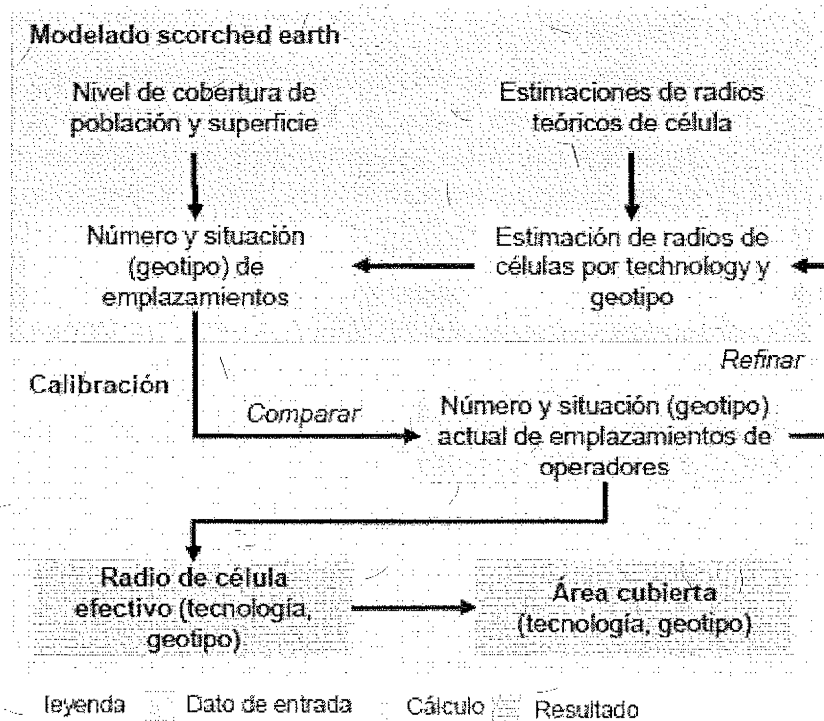 Modelado scorched earth
Nivel de cobertura de
población y superficie
Estimaciones de radios
teóricos de célula
Número y situación
(geotipo) de
emplazamientos
Estimación de radios de
células por technology y
geotipo
Refinar
Calibración
Comparar
Número y situación (geotipo)
actual de emplazamientos de
operadores
Radio de célula
efectivo (tecnología,
geotipo)
Área cubierta
(tecnología, geotipo)
leyenda Dato de entrada Cálculo Resultado